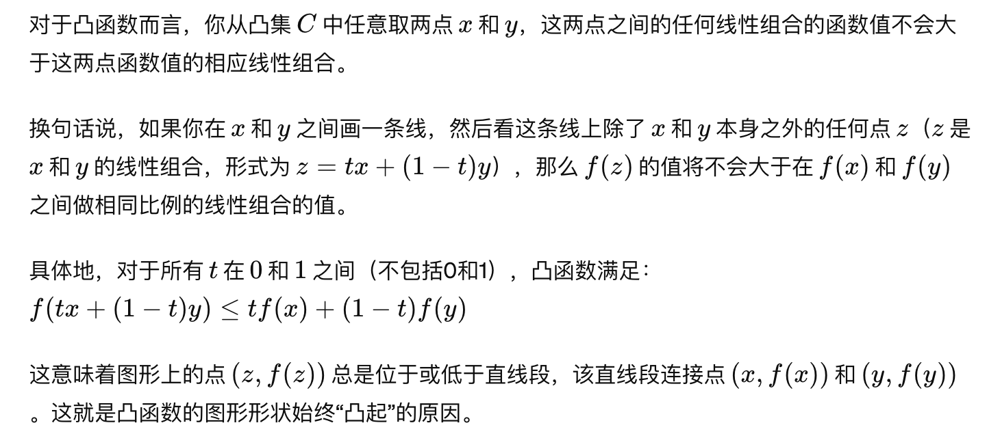 对于凸函数而言，你从凸集 C 中任意取两点 x 和 y，这两点之间的任何线性组合的函数值不会大
于这两点函数值的相应线性组合。
换句话说，如果你在 x 和 y 之间画一条线，然后看这条线上除了 x 和 y 本身之外的任何点 z（z 是
x 和 y 的线性组合，形式为 z = tx + (1 − t)y），那么 f(z) 的值将不会大于在 f(x) 和 f(y)
之间做相同比例的线性组合的值。
具体地，对于所有 t 在 0 和 1 之间（不包括0和1），凸函数满足：
f(tx + (1 − t)y) ≤ tf(x) + (1 − t)f(y)
这意味着图形上的点 (z, f(z)) 总是位于或低于直线段，该直线段连接点 (x, f(x)) 和 (y, f(y))
。这就是凸函数的图形形状始终“凸起”的原因。